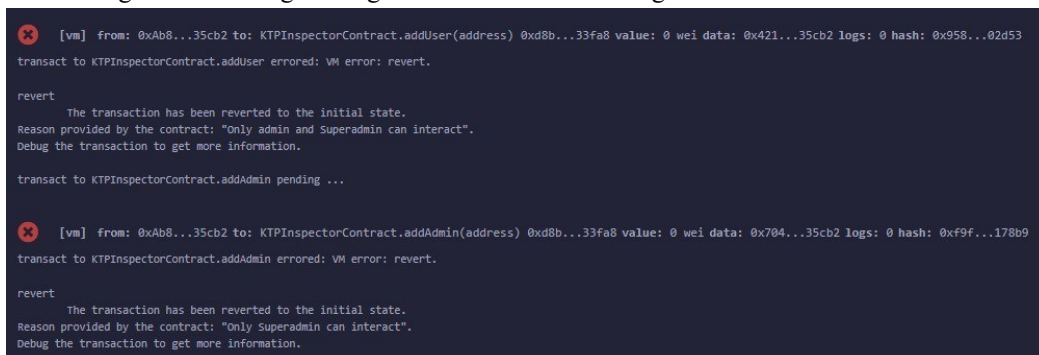 [vm] from: 0xAb8...35cb2 to: KTPInspectorContract.addUser(address) 0xd8b...33fa8 value: 0 wei data: 0x421...35cb2 logs: 0 hash: 0x958...02d53
transact to KTPInspectorContract.addUser errored: VM error: revert.
revert
The transaction has been reverted to the initial state.
Reason provided by the contract: "Only admin and Superadmin can interact".
Debug the transaction to get more information.
transact to KTPInspectorContract.addAdmin pending ...
[vm] from: 0xAb8...35cb2 to: KTPInspectorContract.addAdmin(address) 0xd8b...33fa8 value: 0 wei data: 0x704...35cb2 logs: 0 hash: 0xf9f...178b9
transact to KTPInspectorContract.addAdmin errored: VM error: revert.
revert
The transaction has been reverted to the initial state.
Reason provided by the contract: "Only Superadmin can interact".
Debug the transaction to get more information.